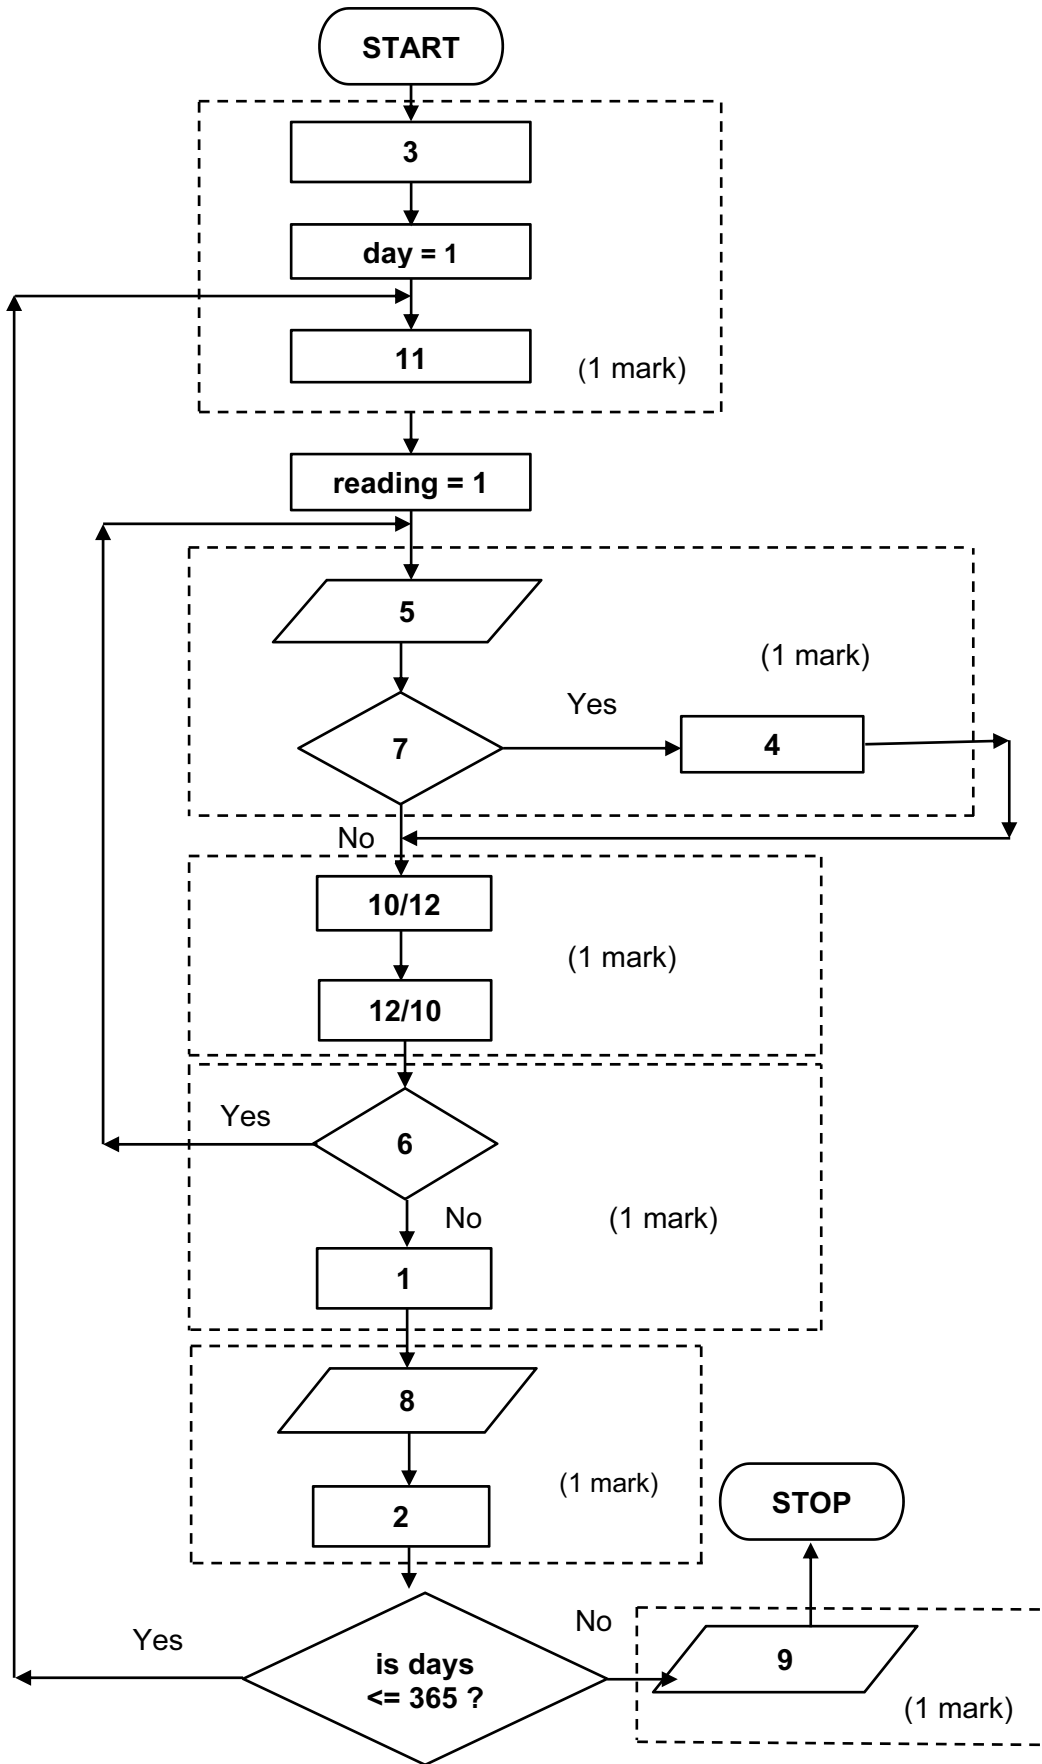 START
3
day = 1
11
(1 mark)
reading = 1
5
(1 mark)
Yes
7
4
No
10/12
(1 mark)
12/10
Yes
6
No
(1 mark)
1
8
(1 mark)
STOP
2
No
Yes
is days
<= 365 ?
9
(1 mark)